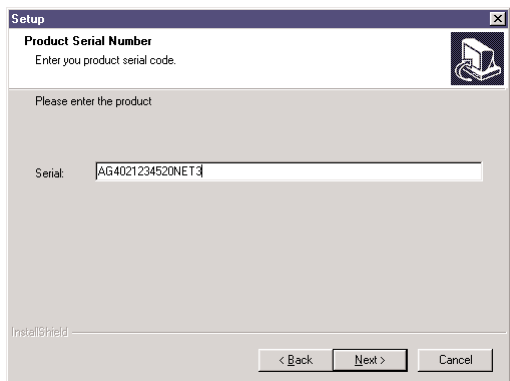 Setup
Product Serial Number
Enter you product serial code.
Please enter the product
Serial:
AG4021234520NET3
InstallShield
< Back
Next >
Cancel